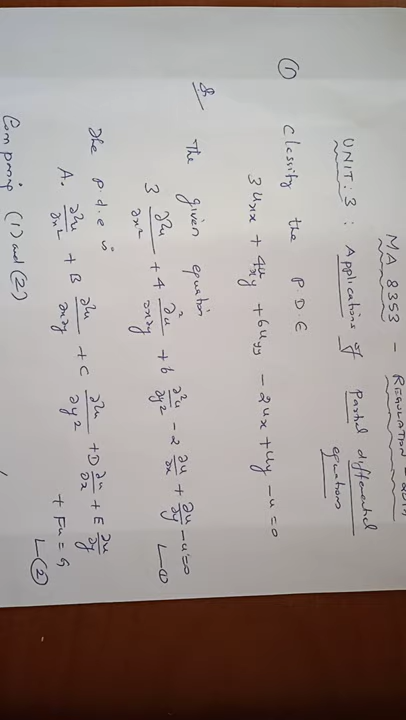 MA 8353 - REGULATION - 2017
UNIT: 3 : Applications of Partial differential
equations
① Classify the P.D.E
3Uxx + 4Uxy + 6Uyy - 2Ux + Uy - u = 0
The given equation
3 ∂²u/∂x² + 4 ∂²u/∂x∂y + 6 ∂²u/∂y² - 2 ∂u/∂x + ∂u/∂y - u = 0
L ①
The p.d.e is
A. ∂²u/∂x² + B ∂²u/∂x∂y + C ∂²u/∂y² + D ∂u/∂x + E ∂u/∂y
+ Fu = G
L ②
Comparing (1) and (2)